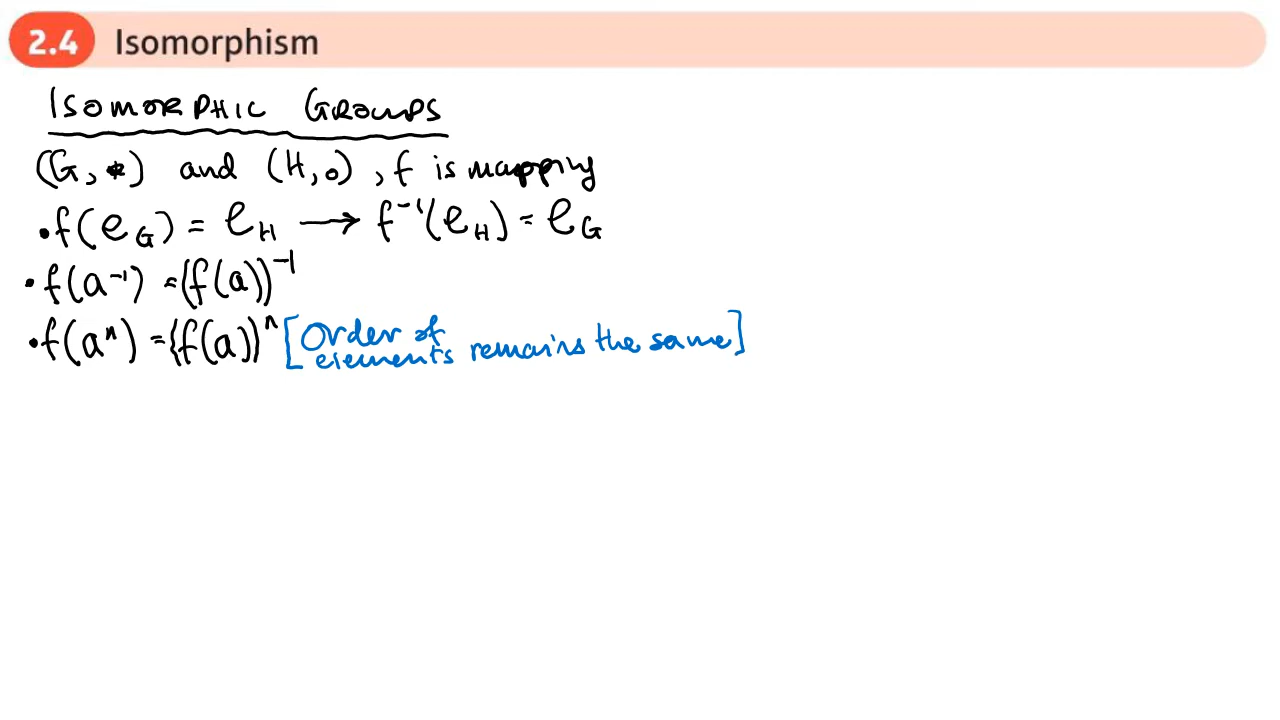 2.4 Isomorphism
ISOMORPHIC GROUPS
(G, *) and (H, o), f is mapping
• f(e_G) = e_H → f⁻¹(e_H) = e_G
• f(a⁻¹) = (f(a))⁻¹
• f(aⁿ) = (f(a))ⁿ [Order of
elements remains the same]